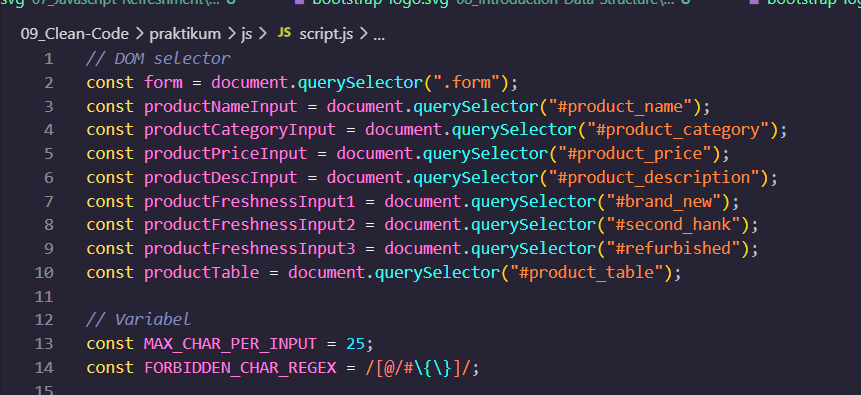 .svg 07_Javascript-Refreshment\... 6 bootstrap-logo.svg 08_Introduction-Data-Structure\... 6 bootstrap-log
09_Clean-Code > praktikum > js > JS script.js > ...
1 // DOM selector
2 const form = document.querySelector(".form");
3 const productNameInput = document.querySelector("#product_name");
4 const productCategoryInput = document.querySelector("#product_category");
5 const productPriceInput = document.querySelector("#product_price");
6 const productDescInput = document.querySelector("#product_description");
7 const productFreshnessInput1 = document.querySelector("#brand_new");
8 const productFreshnessInput2 = document.querySelector("#second_hank");
9 const productFreshnessInput3 = document.querySelector("#refurbished");
10 const productTable = document.querySelector("#product_table");
11
12 // Variabel
13 const MAX_CHAR_PER_INPUT = 25;
14 const FORBIDDEN_CHAR_REGEX = /[@/#\{\}]/;
15